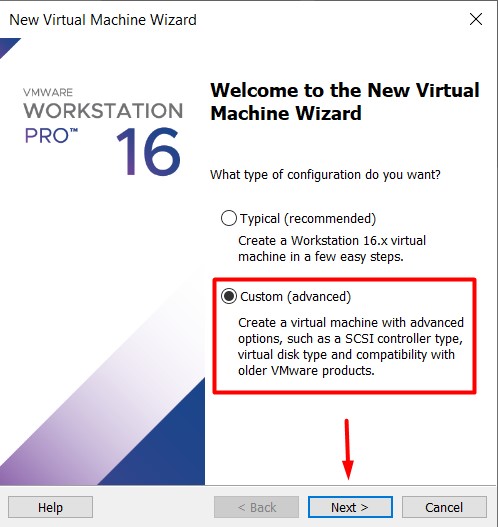 New Virtual Machine Wizard
VMWARE
WORKSTATION
PRO™ 16
Welcome to the New Virtual
Machine Wizard
What type of configuration do you want?
Typical (recommended)
Create a Workstation 16.x virtual
machine in a few easy steps.
Custom (advanced)
Create a virtual machine with advanced
options, such as a SCSI controller type,
virtual disk type and compatibility with
older VMware products.
Help < Back Next > Cancel